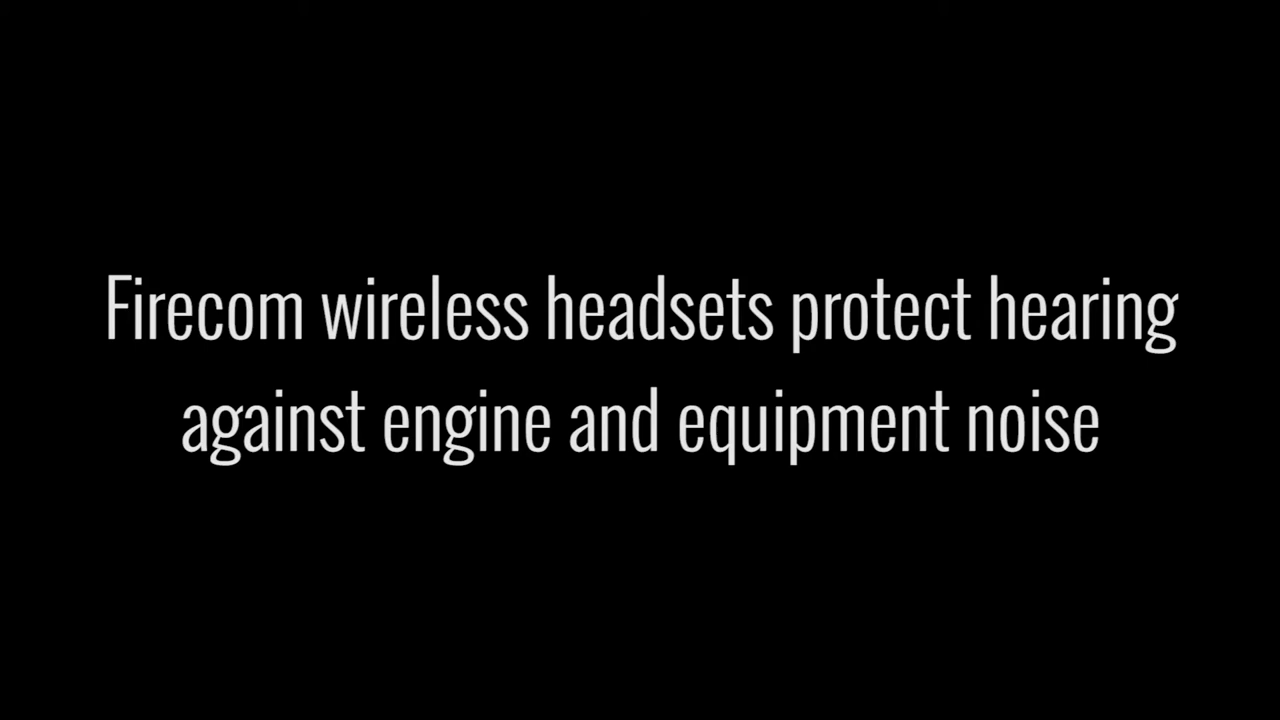 Firecom wireless headsets protect hearing
against engine and equipment noise